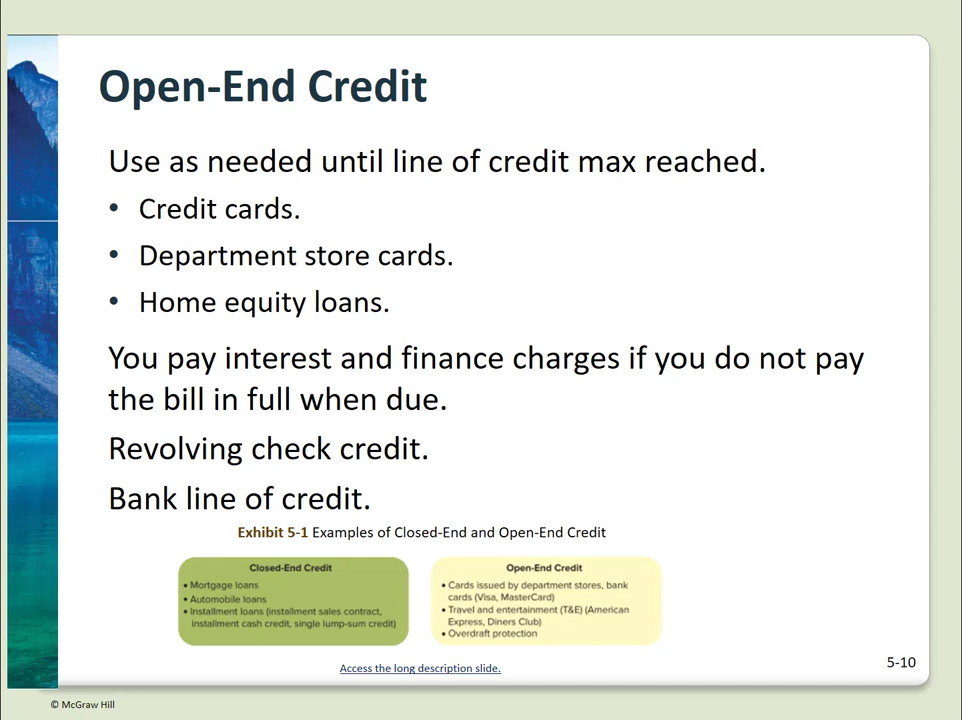 Open-End Credit
Use as needed until line of credit max reached.
• Credit cards.
• Department store cards.
• Home equity loans.
You pay interest and finance charges if you do not pay
the bill in full when due.
Revolving check credit.
Bank line of credit.
Exhibit 5-1 Examples of Closed-End and Open-End Credit
Closed-End Credit
• Mortgage loans
• Automobile loans
• Installment loans (installment sales contract,
installment cash credit, single lump-sum credit)
Open-End Credit
• Cards issued by department stores, bank
cards (Visa, MasterCard)
• Travel and entertainment (T&E) (American
Express, Diners Club)
• Overdraft protection
Access the long description slide.
5-10
© McGraw Hill